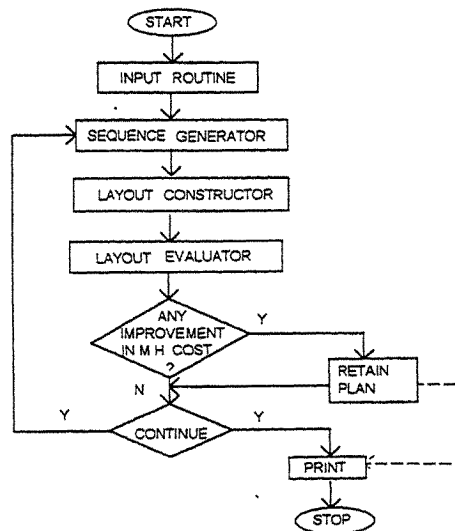 START
INPUT ROUTINE
SEQUENCE GENERATOR
LAYOUT CONSTRUCTOR
LAYOUT EVALUATOR
ANY
IMPROVEMENT
IN M H COST
?
Y
RETAIN
PLAN
N
Y
CONTINUE
Y
PRINT
STOP